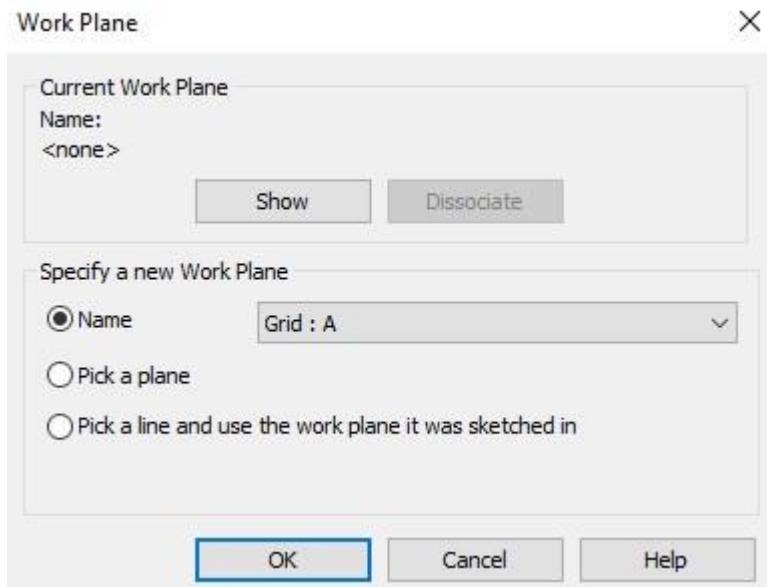 Work Plane
Current Work Plane
Name:
<none>
Show Dissociate
Specify a new Work Plane
Name Grid : A
Pick a plane
Pick a line and use the work plane it was sketched in
OK Cancel Help